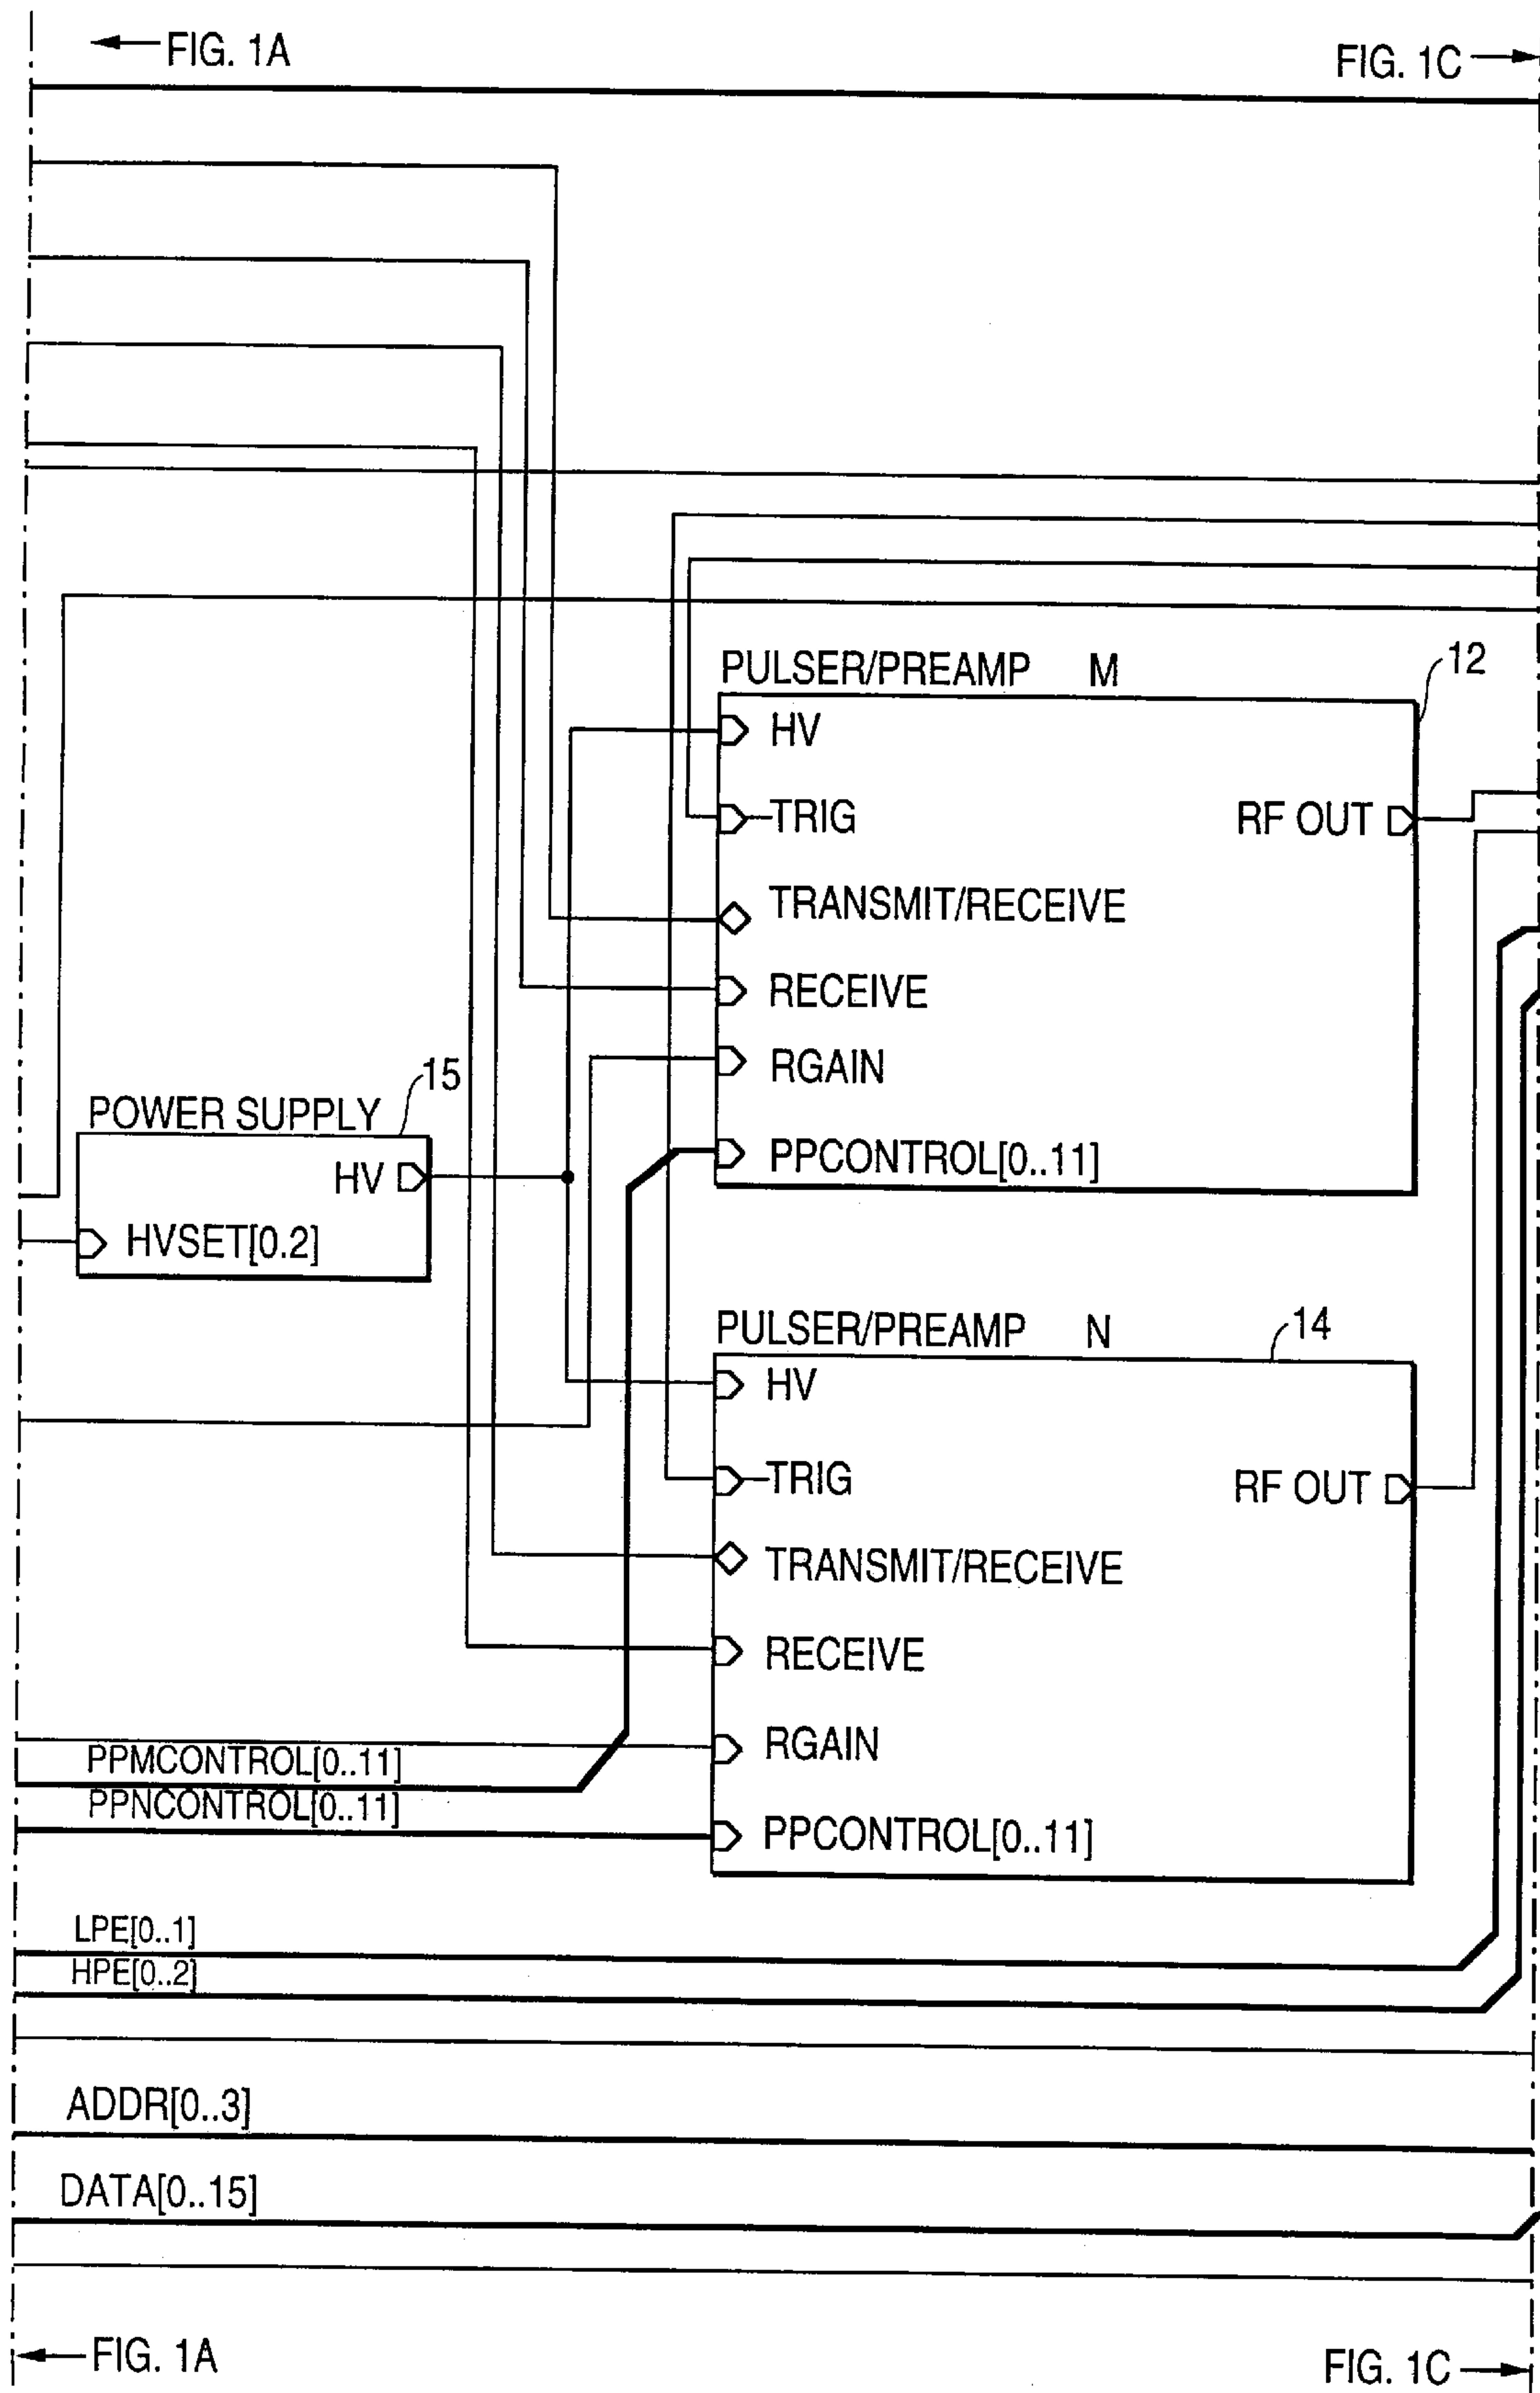 FIG. 1A
FIG. 1C
PULSER/PREAMP M
12
HV
TRIG
RF OUT
TRANSMIT/RECEIVE
RECEIVE
RGAIN
PPCONTROL[0..11]
15
POWER SUPPLY
HV
HVSET[0.2]
PULSER/PREAMP N
14
HV
TRIG
RF OUT
TRANSMIT/RECEIVE
RECEIVE
RGAIN
PPCONTROL[0..11]
PPMCONTROL[0..11]
PPNCONTROL[0..11]
LPE[0..1]
HPE[0..2]
ADDR[0..3]
DATA[0..15]
FIG. 1A
FIG. 1C